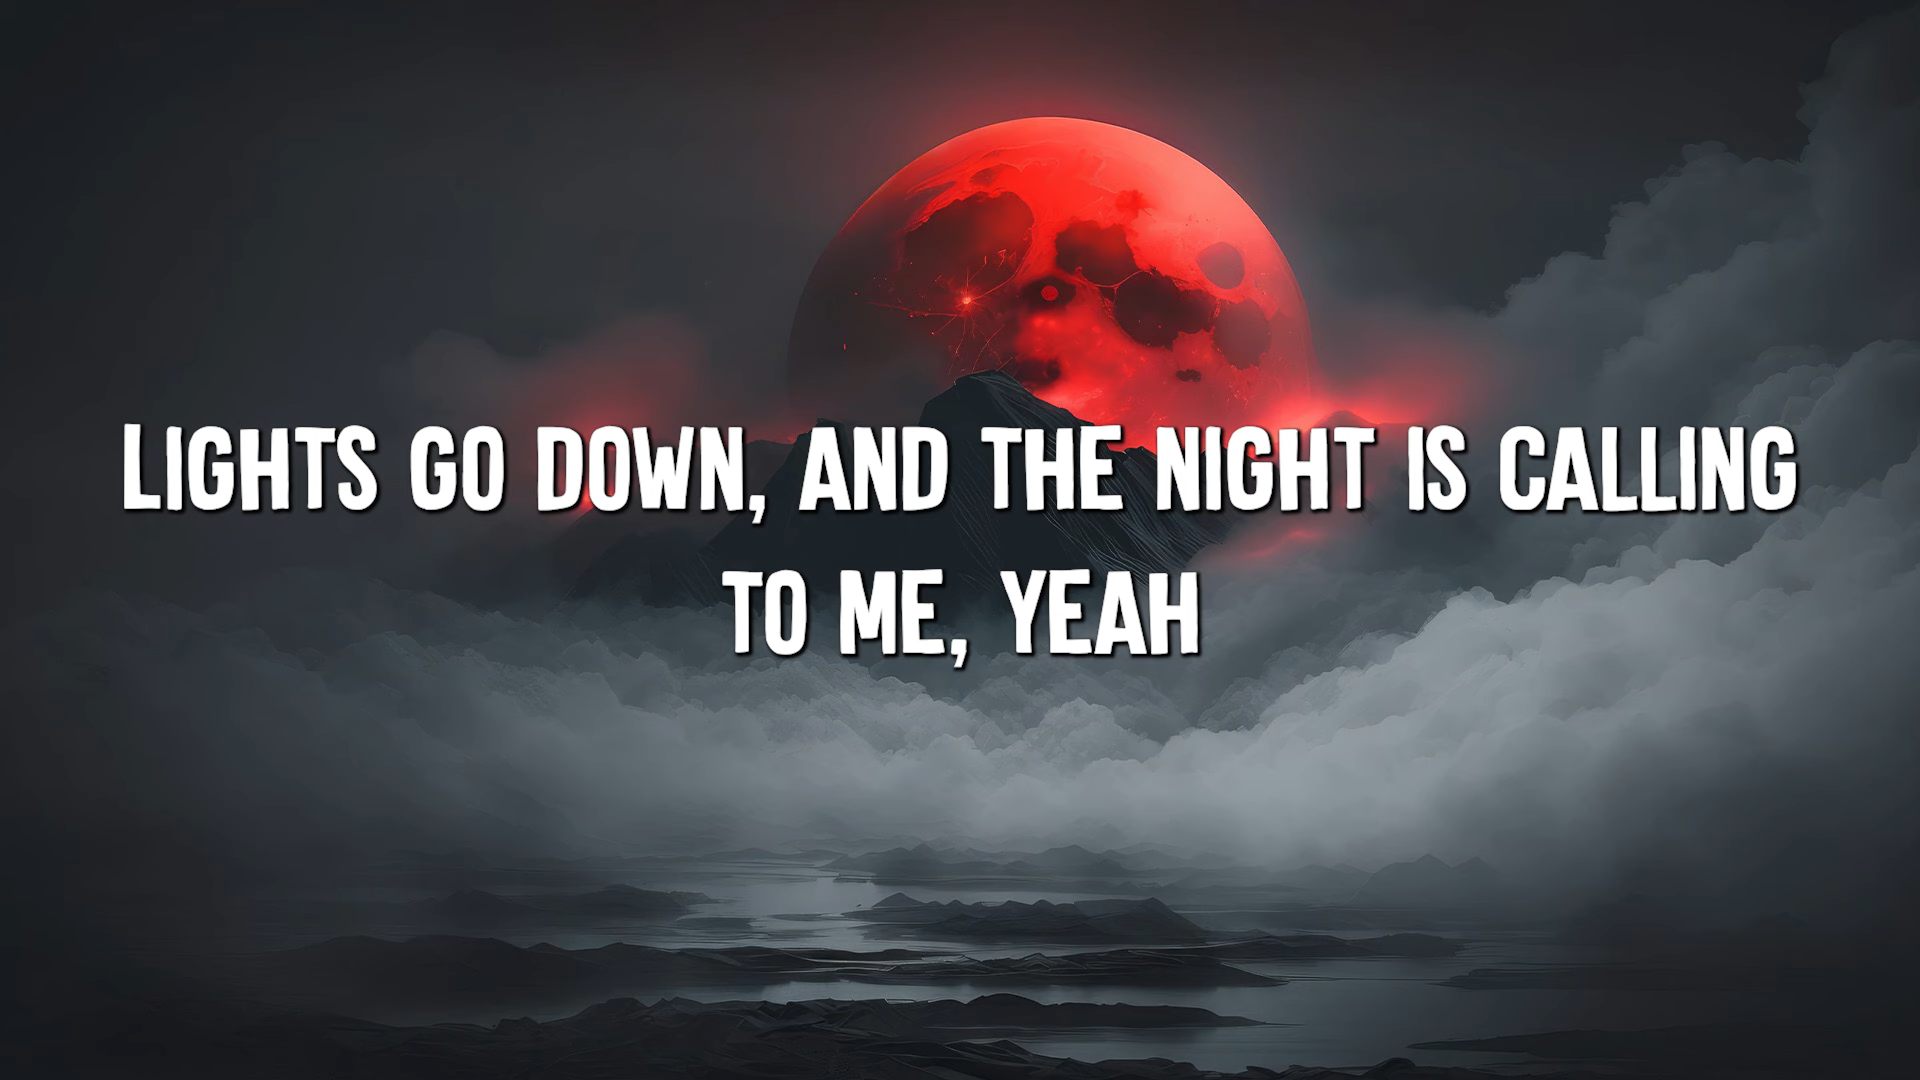 LIGHTS GO DOWN, AND THE NIGHT IS CALLING
TO ME, YEAH